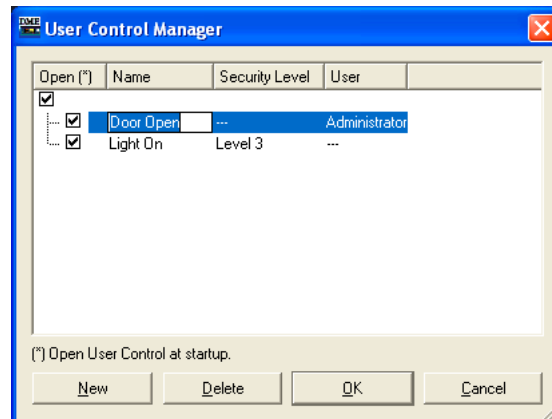 DME User Control Manager
Open (*) Name Security Level User
Door Open --- Administrator
Light On Level 3 ---
(*) Open User Control at startup.
New Delete OK Cancel